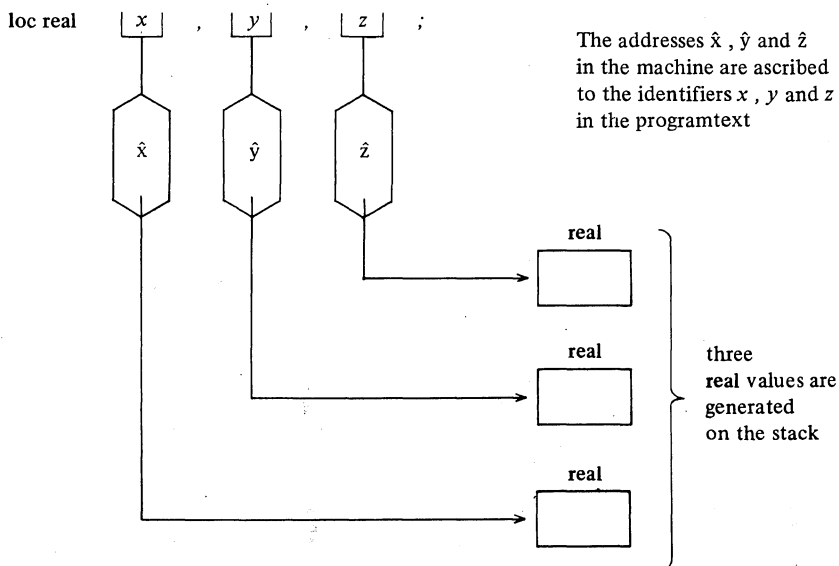 loc real x , y , z ;
The addresses x̂ , ŷ and ẑ
in the machine are ascribed
to the identifiers x , y and z
in the programtext
x̂ ŷ ẑ
real
real
three
real values are
generated
on the stack
real